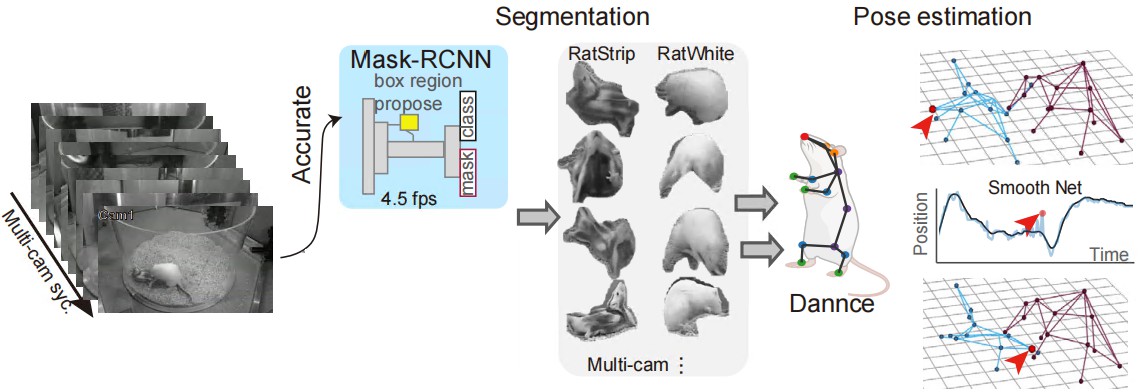 Segmentation
Pose estimation
Cam1
Multi-cam syc.
Accurate
Mask-RCNN
box region
propose
class
mask
4.5 fps
RatStrip
RatWhite
Multi-cam ⋮
Dannce
Smooth Net
Position
Time